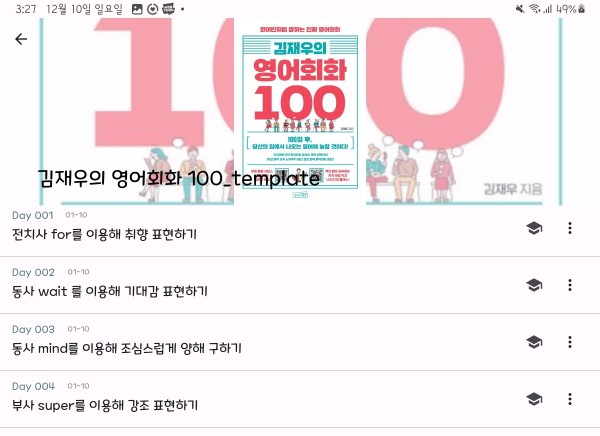 3:27 12월 10일 일요일 49%
원어민처럼 말하는 진짜 영어회화
김재우의
영어회화
100
100일 후,
당신의 입에서 나오는 영어에 놀랄 것이다!
김재우의 영어회화 100_template
김재우 지음
Day 001 01-10
전치사 for를 이용해 취향 표현하기
Day 002 01-10
동사 wait 를 이용해 기대감 표현하기
Day 003 01-10
동사 mind를 이용해 조심스럽게 양해 구하기
Day 004 01-10
부사 super를 이용해 강조 표현하기